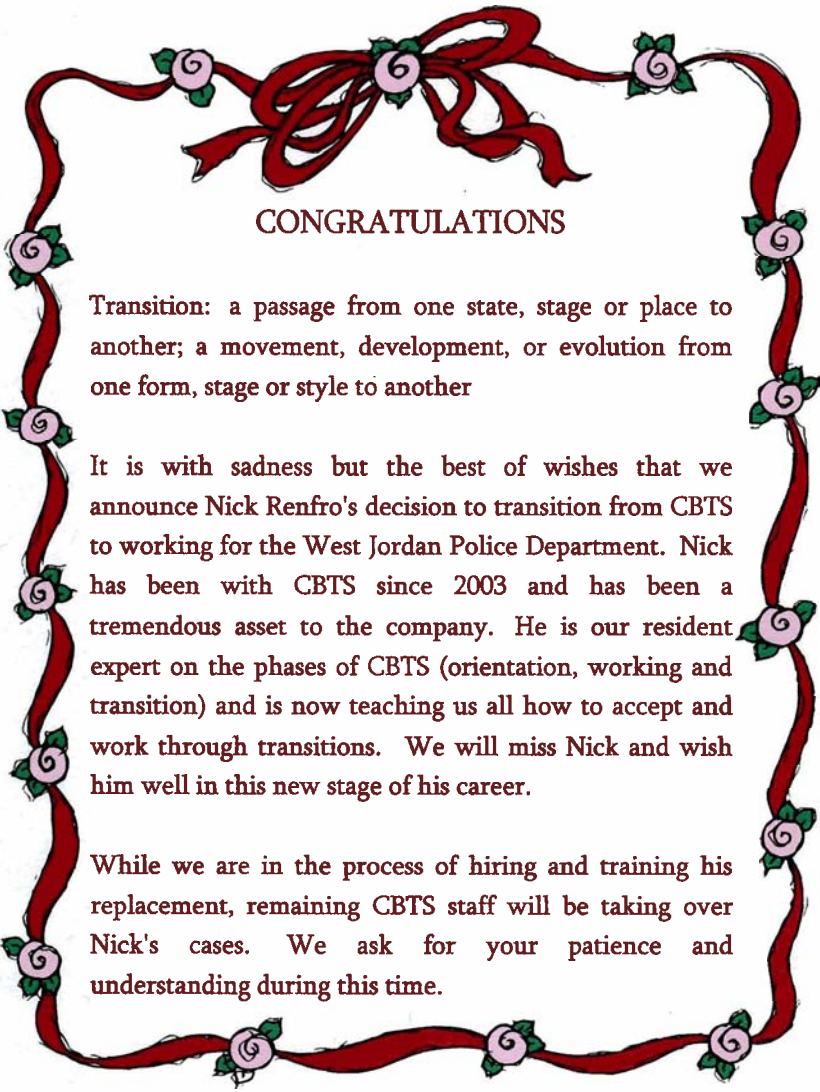 CONGRATULATIONS
Transition: a passage from one state, stage or place to
another; a movement, development, or evolution from
one form, stage or style to another
It is with sadness but the best of wishes that we
announce Nick Renfro's decision to transition from CBTS
to working for the West Jordan Police Department. Nick
has been with CBTS since 2003 and has been a
tremendous asset to the company. He is our resident
expert on the phases of CBTS (orientation, working and
transition) and is now teaching us all how to accept and
work through transitions. We will miss Nick and wish
him well in this new stage of his career.
While we are in the process of hiring and training his
replacement, remaining CBTS staff will be taking over
Nick's cases. We ask for your patience and
understanding during this time.